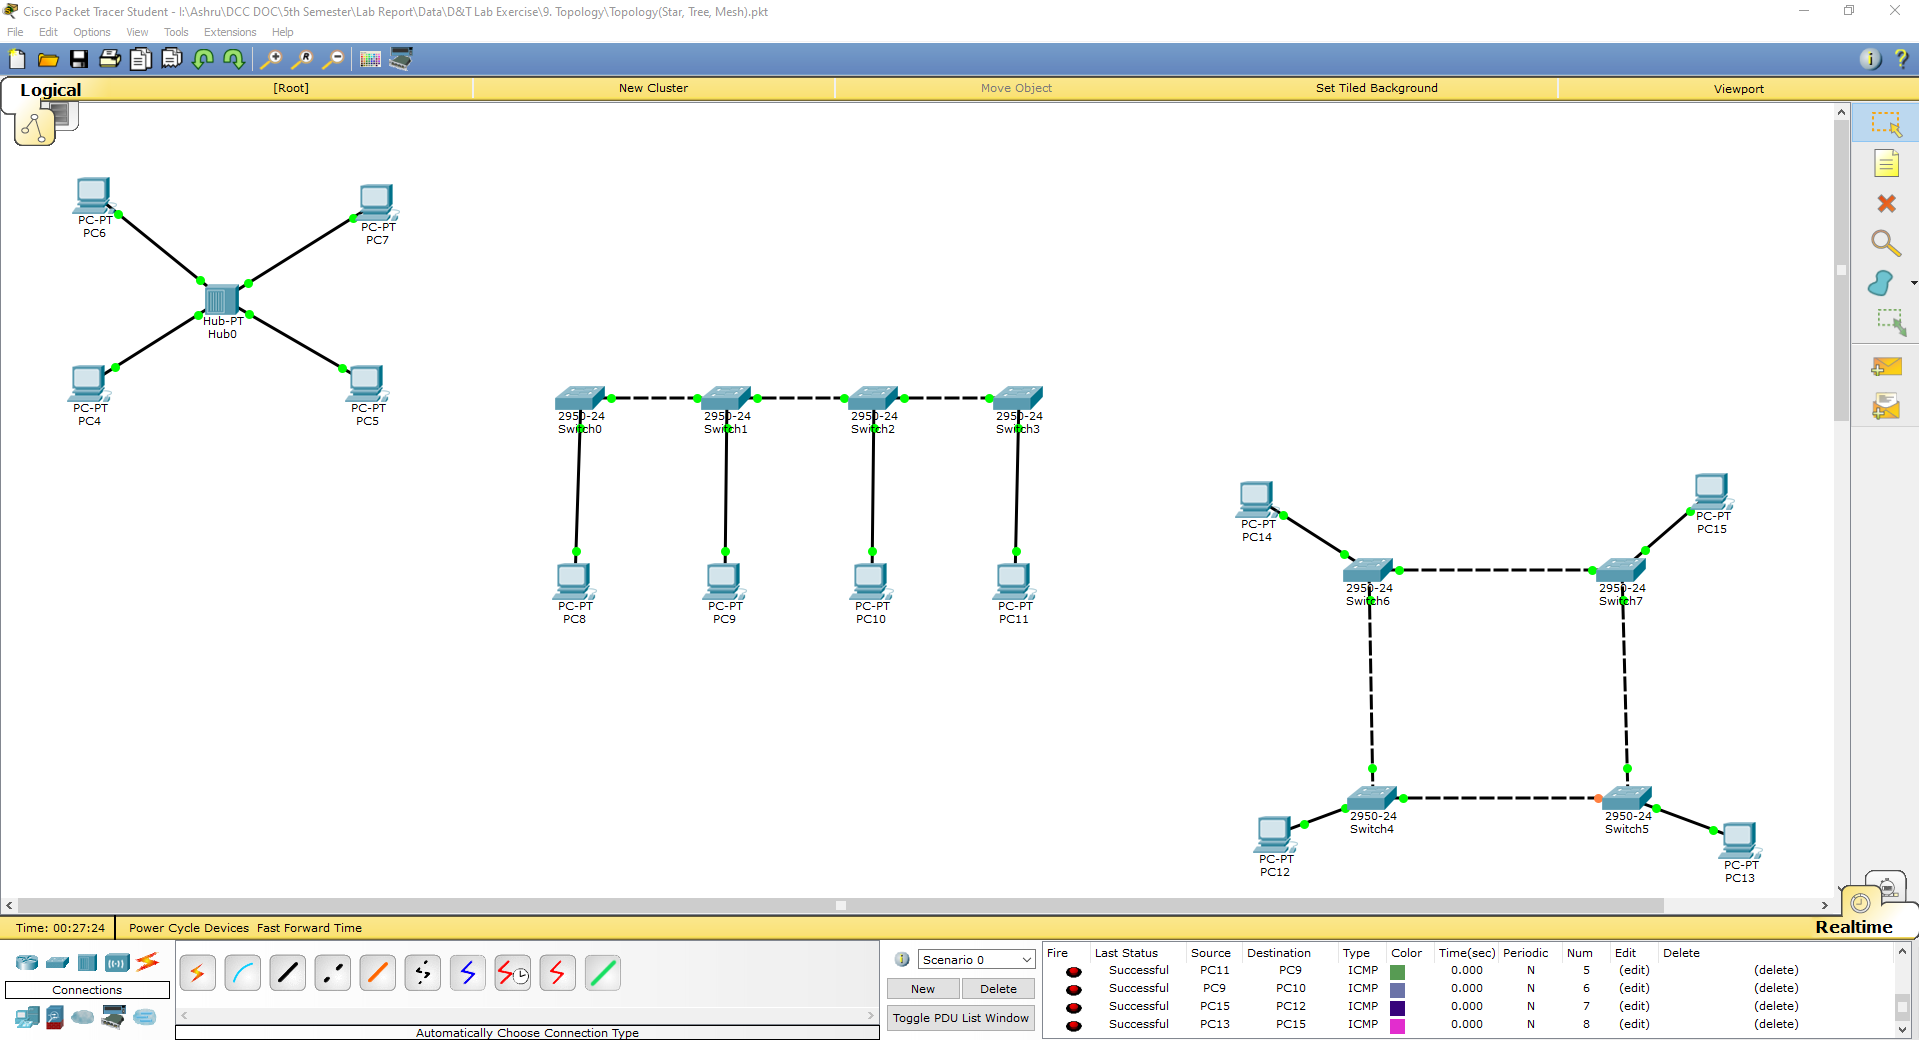 Cisco Packet Tracer Student - I:\Ashru\DCC DOC\5th Semester\Lab Report\Data\D&T Lab Exercise\9. Topology\Topology(Star, Tree, Mesh).pkt
File Edit Options View Tools Extensions Help
Logical [Root] New Cluster Move Object Set Tiled Background Viewport
PC-PT
PC6
PC-PT
PC7
Hub-PT
Hub0
PC-PT
PC4
PC-PT
PC5
2950-24
Switch0
2950-24
Switch1
2950-24
Switch2
2950-24
Switch3
PC-PT
PC8
PC-PT
PC9
PC-PT
PC10
PC-PT
PC11
PC-PT
PC14
PC-PT
PC15
2950-24
Switch6
2950-24
Switch7
2950-24
Switch4
2950-24
Switch5
PC-PT
PC12
PC-PT
PC13
Time: 00:27:24 Power Cycle Devices Fast Forward Time
Realtime
Connections
Automatically Choose Connection Type
Scenario 0
New Delete
Toggle PDU List Window
Fire Last Status Source Destination Type Color Time(sec) Periodic Num Edit Delete
Successful PC11 PC9 ICMP 0.000 N 5 (edit) (delete)
Successful PC9 PC10 ICMP 0.000 N 6 (edit) (delete)
Successful PC15 PC12 ICMP 0.000 N 7 (edit) (delete)
Successful PC13 PC15 ICMP 0.000 N 8 (edit) (delete)